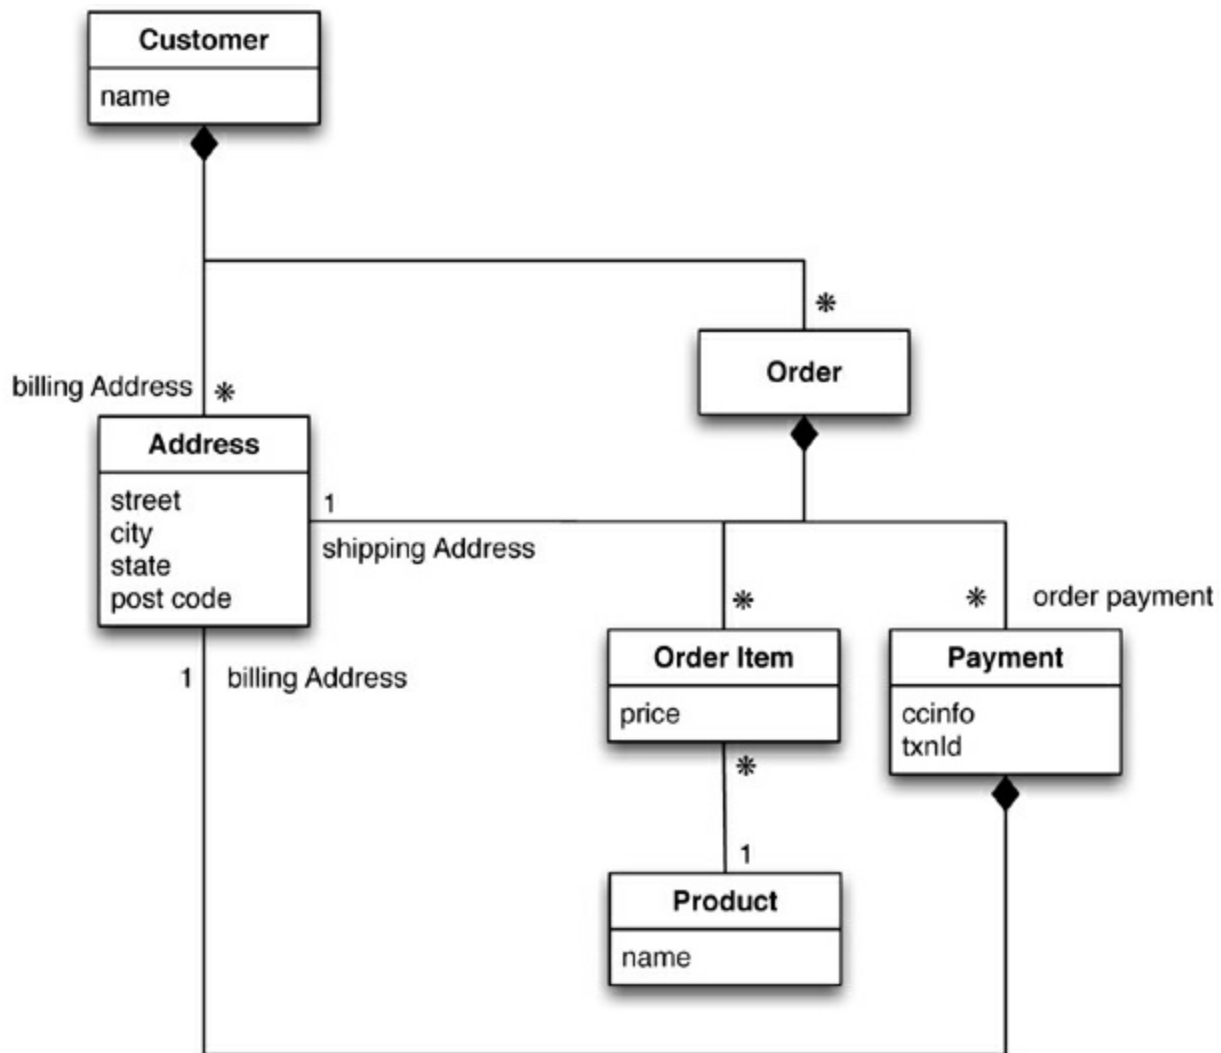 Customer
name
*
Order
billing Address *
Address
street
city
state
post code
1
shipping Address
*
* order payment
Order Item
price
Payment
ccinfo
txnId
1 billing Address
*
1
Product
name